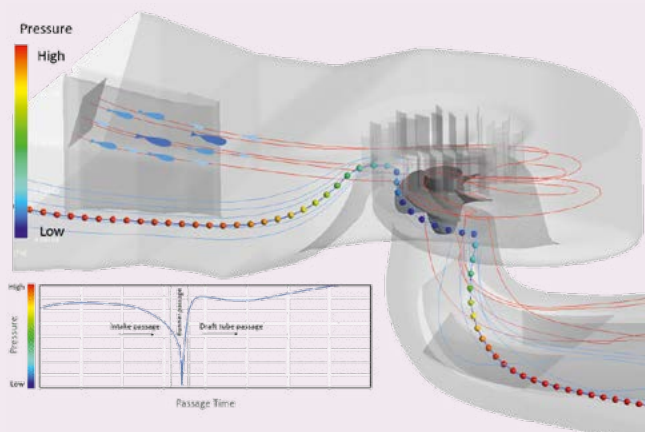 Pressure
High
Low
High
Pressure
Low
Intake passage
Runner passage
Draft tube passage
Passage Time